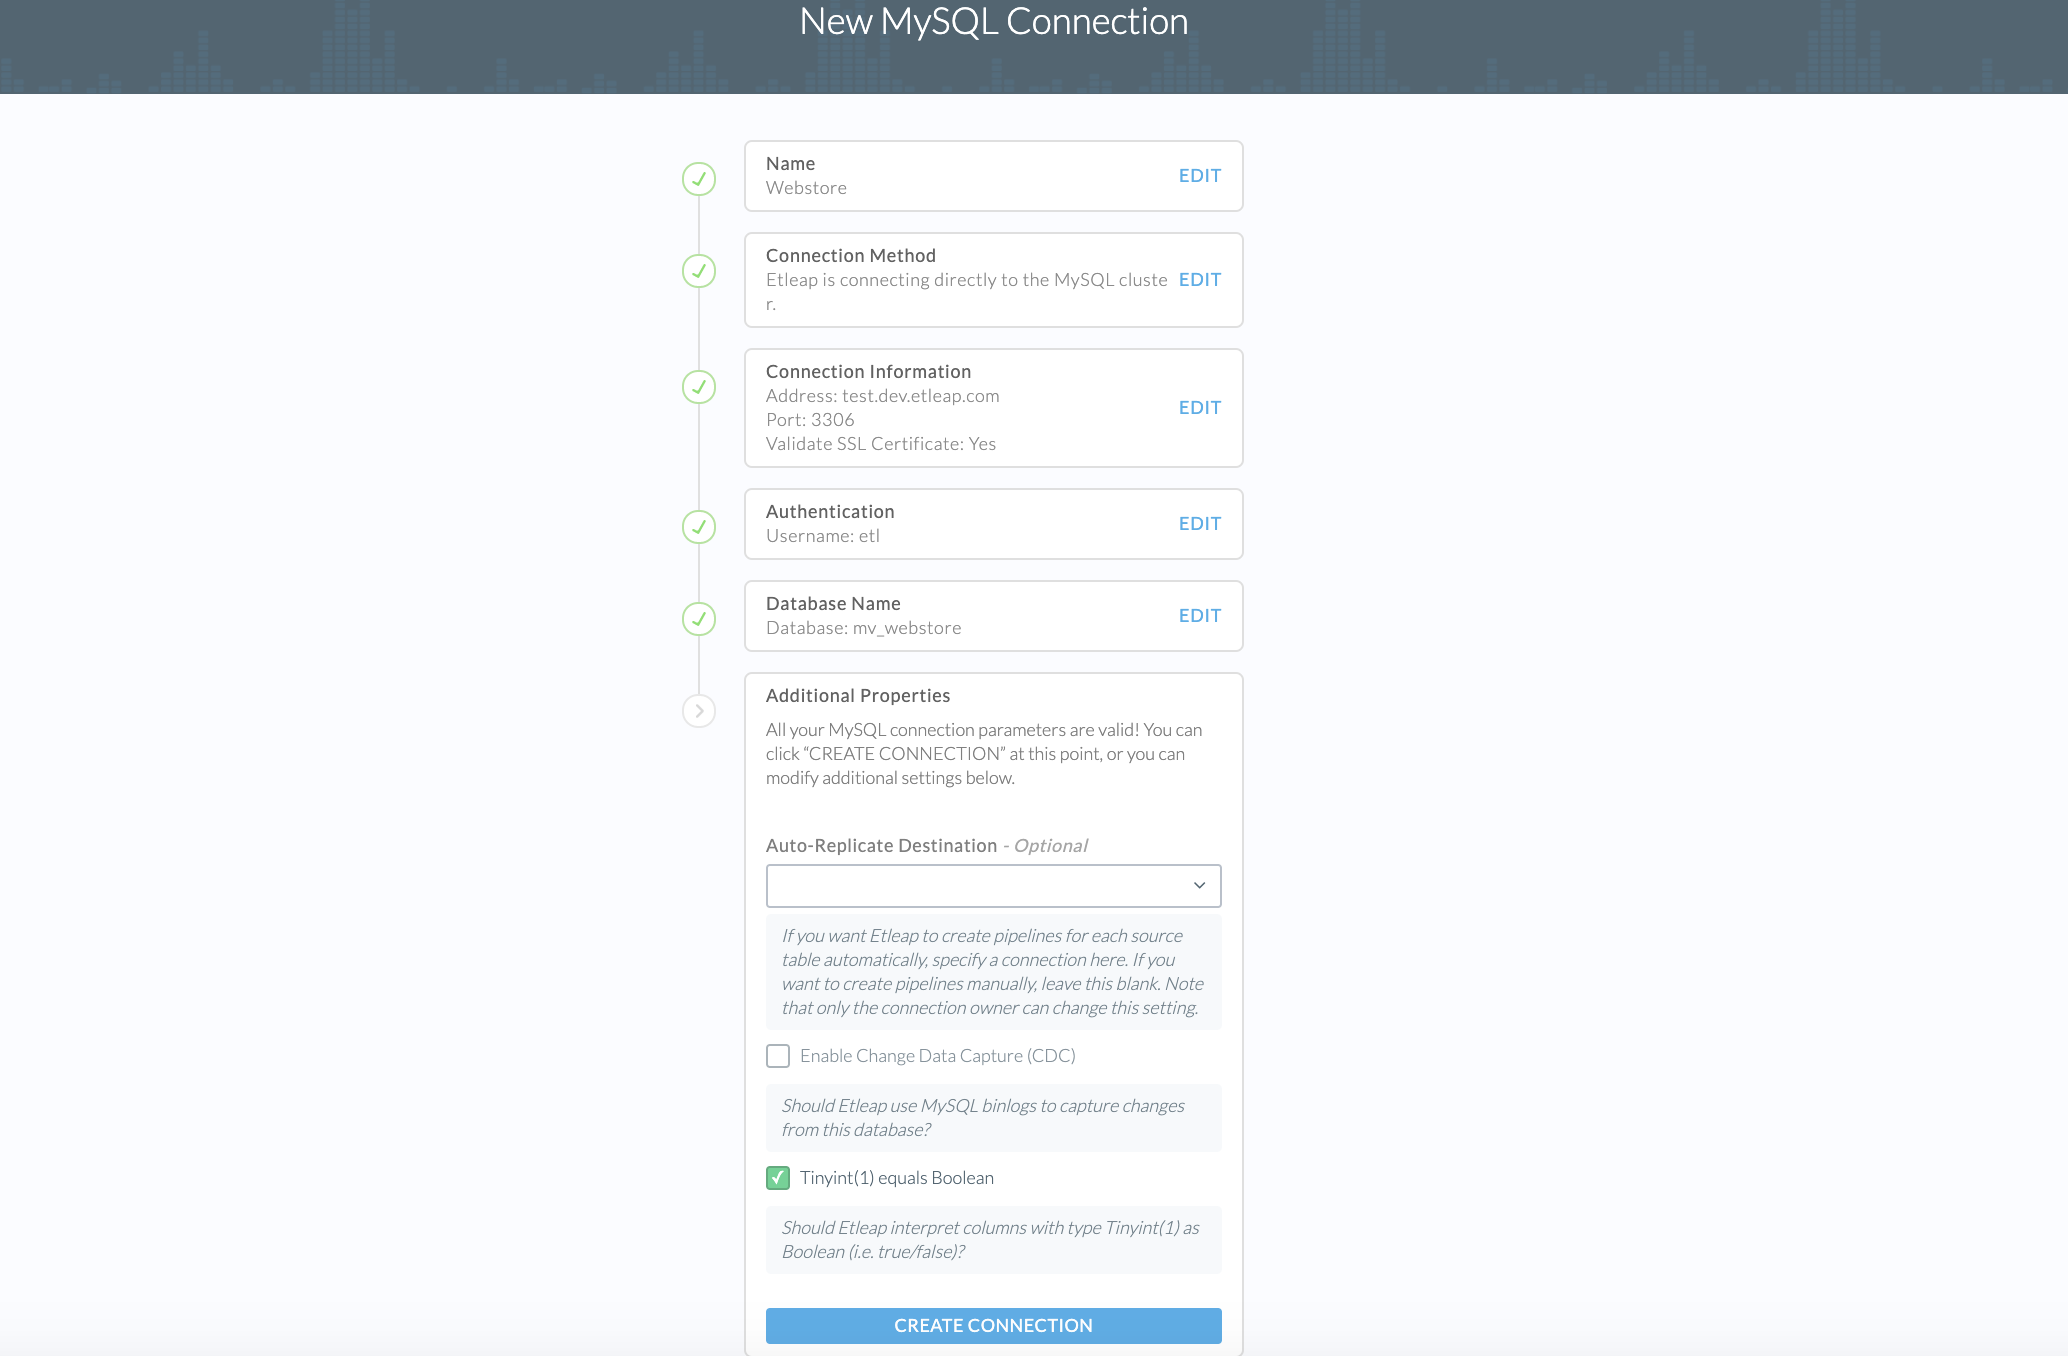 New MySQL Connection
Name
Webstore
EDIT
Connection Method
Etleap is connecting directly to the MySQL cluste
r.
EDIT
Connection Information
Address: test.dev.etleap.com
Port: 3306
Validate SSL Certificate: Yes
EDIT
Authentication
Username: etl
EDIT
Database Name
Database: mv_webstore
EDIT
Additional Properties
All your MySQL connection parameters are valid! You can
click “CREATE CONNECTION” at this point, or you can
modify additional settings below.
Auto-Replicate Destination - Optional
If you want Etleap to create pipelines for each source
table automatically, specify a connection here. If you
want to create pipelines manually, leave this blank. Note
that only the connection owner can change this setting.
Enable Change Data Capture (CDC)
Should Etleap use MySQL binlogs to capture changes
from this database?
Tinyint(1) equals Boolean
Should Etleap interpret columns with type Tinyint(1) as
Boolean (i.e. true/false)?
CREATE CONNECTION